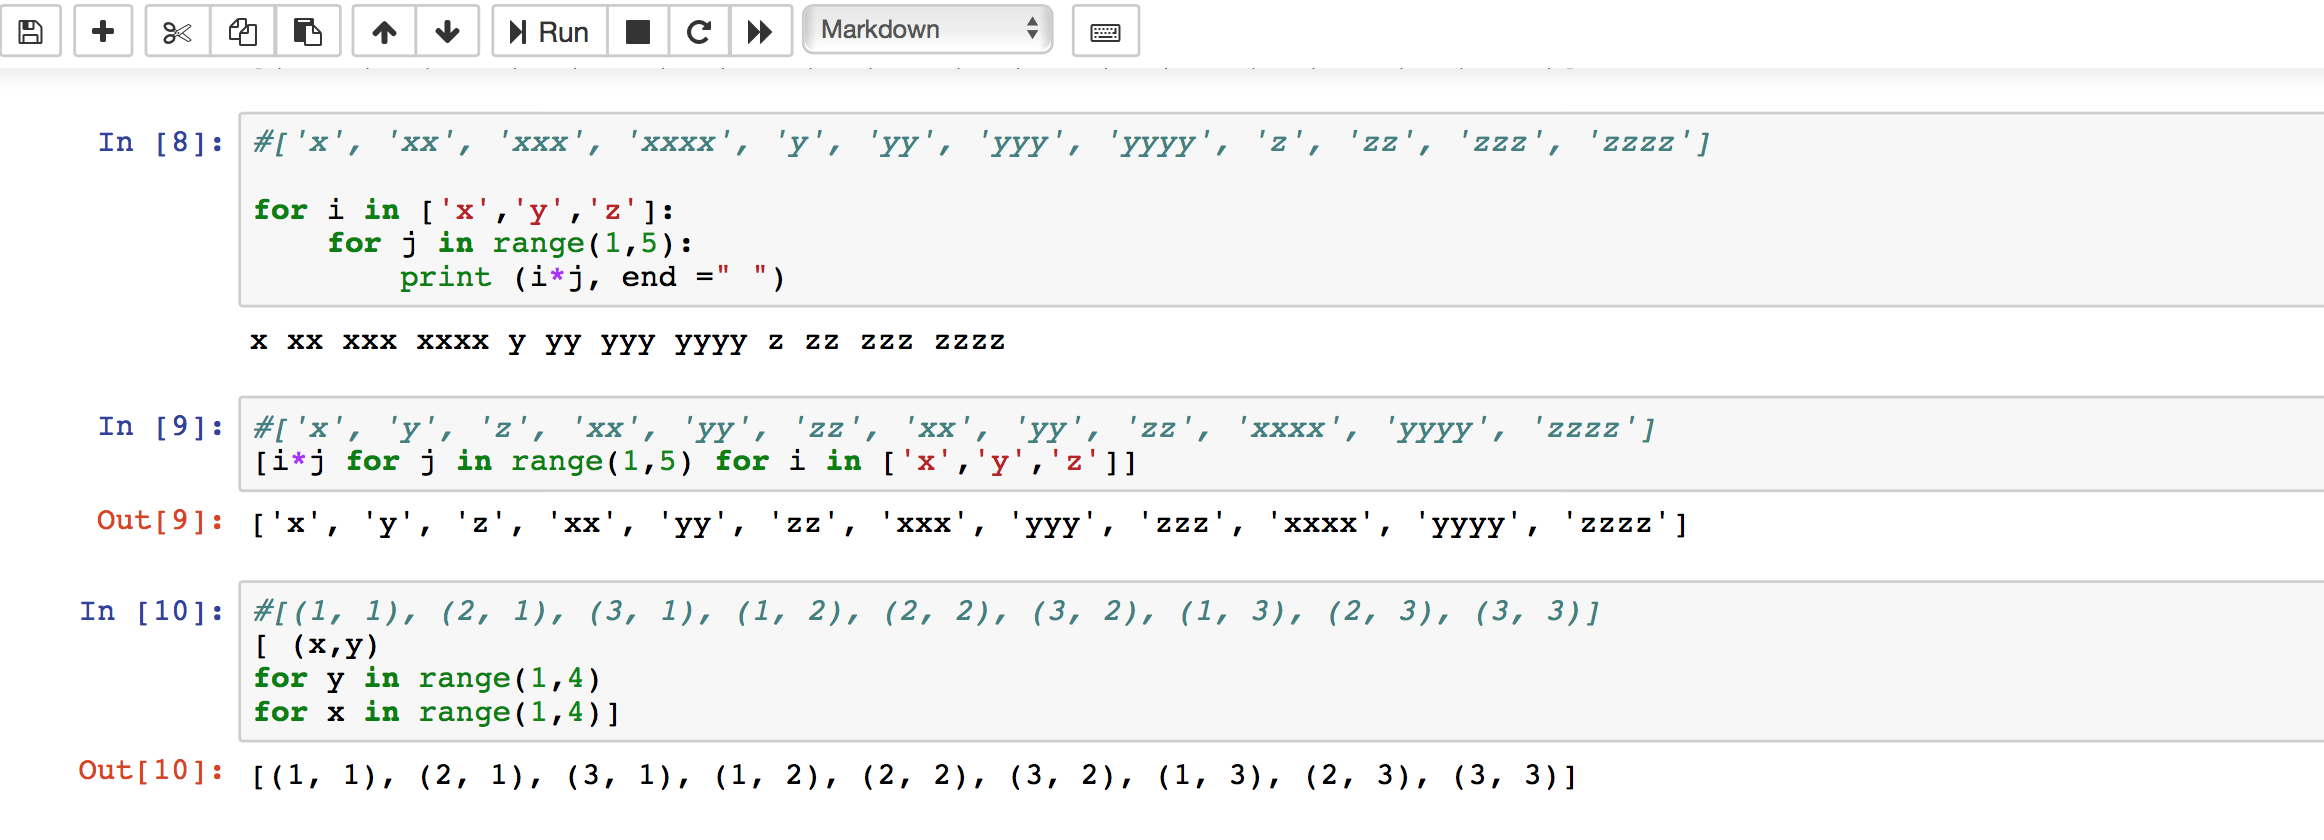 Run
Markdown
In [8]:
#['x', 'xx', 'xxx', 'xxxx', 'y', 'yy', 'yyy', 'yyyy', 'z', 'zz', 'zzz', 'zzzz']
for i in ['x','y','z']:
    for j in range(1,5):
        print (i*j, end =" ")
x xx xxx xxxx y yy yyy yyyy z zz zzz zzzz
In [9]:
#['x', 'y', 'z', 'xx', 'yy', 'zz', 'xx', 'yy', 'zz', 'xxxx', 'yyyy', 'zzzz']
[i*j for j in range(1,5) for i in ['x','y','z']]
Out[9]:
['x', 'y', 'z', 'xx', 'yy', 'zz', 'xxx', 'yyy', 'zzz', 'xxxx', 'yyyy', 'zzzz']
In [10]:
#[(1, 1), (2, 1), (3, 1), (1, 2), (2, 2), (3, 2), (1, 3), (2, 3), (3, 3)]
[ (x,y)
for y in range(1,4)
for x in range(1,4)]
Out[10]:
[(1, 1), (2, 1), (3, 1), (1, 2), (2, 2), (3, 2), (1, 3), (2, 3), (3, 3)]